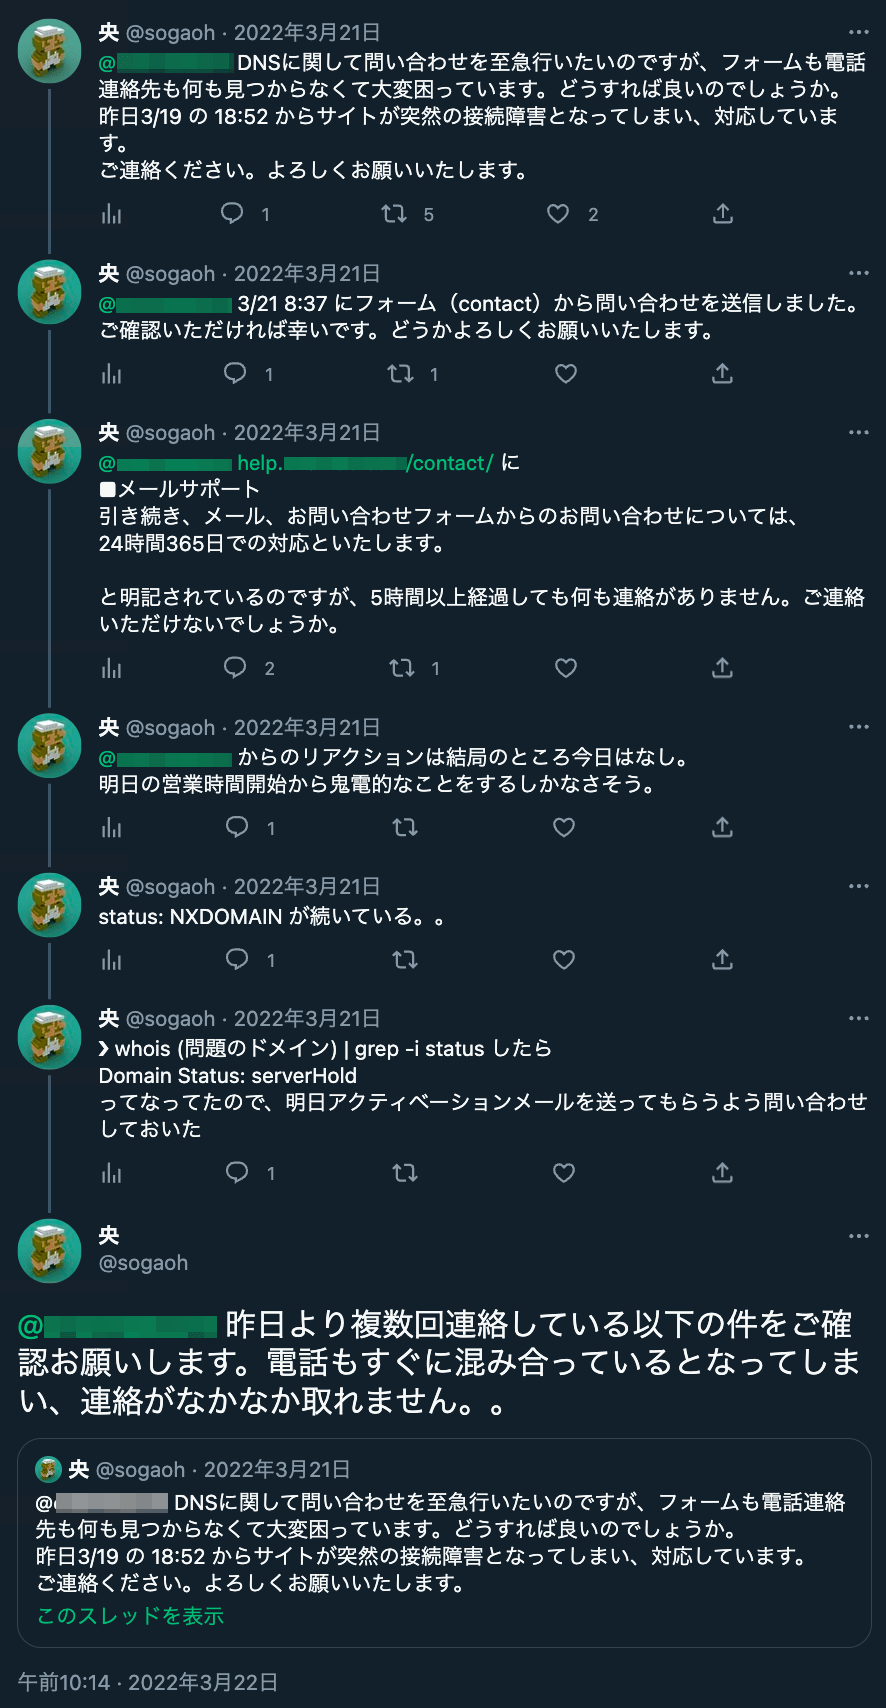 央 @sogaoh · 2022年3月21日
@ DNSに関して問い合わせを至急行いたいのですが、フォームも電話
連絡先も何も見つからなくて大変困っています。どうすれば良いのでしょうか。
昨日3/19 の 18:52 からサイトが突然の接続障害となってしまい、対応していま
す。
ご連絡ください。よろしくお願いいたします。
1 5 2
央 @sogaoh · 2022年3月21日
@ 3/21 8:37 にフォーム（contact）から問い合わせを送信しました。
ご確認いただければ幸いです。どうかよろしくお願いいたします。
1 1
央 @sogaoh · 2022年3月21日
@ help. /contact/ に
■メールサポート
引き続き、メール、お問い合わせフォームからのお問い合わせについては、
24時間365日での対応といたします。
と明記されているのですが、5時間以上経過しても何も連絡がありません。ご連絡
いただけないでしょうか。
2 1
央 @sogaoh · 2022年3月21日
@ からのリアクションは結局のところ今日はなし。
明日の営業時間開始から鬼電的なことをするしかなさそう。
1
央 @sogaoh · 2022年3月21日
status: NXDOMAIN が続いている。。
1
央 @sogaoh · 2022年3月21日
❯ whois (問題のドメイン) | grep -i status したら
Domain Status: serverHold
ってなってたので、明日アクティベーションメールを送ってもらうよう問い合わせ
しておいた
1
央
@sogaoh
@ 昨日より複数回連絡している以下の件をご確
認お願いします。電話もすぐに混み合っているとなってしま
い、連絡がなかなか取れません。。
央 @sogaoh · 2022年3月21日
@ DNSに関して問い合わせを至急行いたいのですが、フォームも電話連絡
先も何も見つからなくて大変困っています。どうすれば良いのでしょうか。
昨日3/19 の 18:52 からサイトが突然の接続障害となってしまい、対応しています。
ご連絡ください。よろしくお願いいたします。
このスレッドを表示
午前10:14 · 2022年3月22日